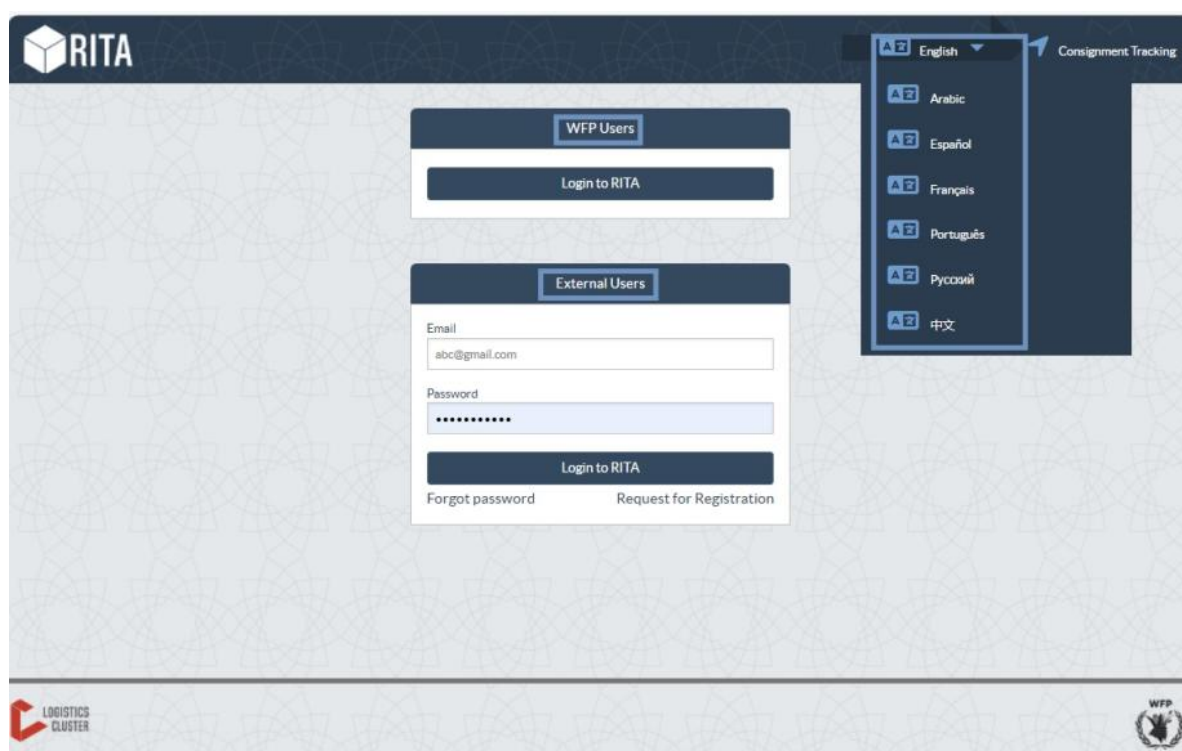 RITA
English
Consignment Tracking
Arabic
Español
Français
Português
Русский
中文
WFP Users
Login to RITA
External Users
Email
abc@gmail.com
Password
•••••••••••
Login to RITA
Forgot password
Request for Registration
LOGISTICS
CLUSTER
WFP